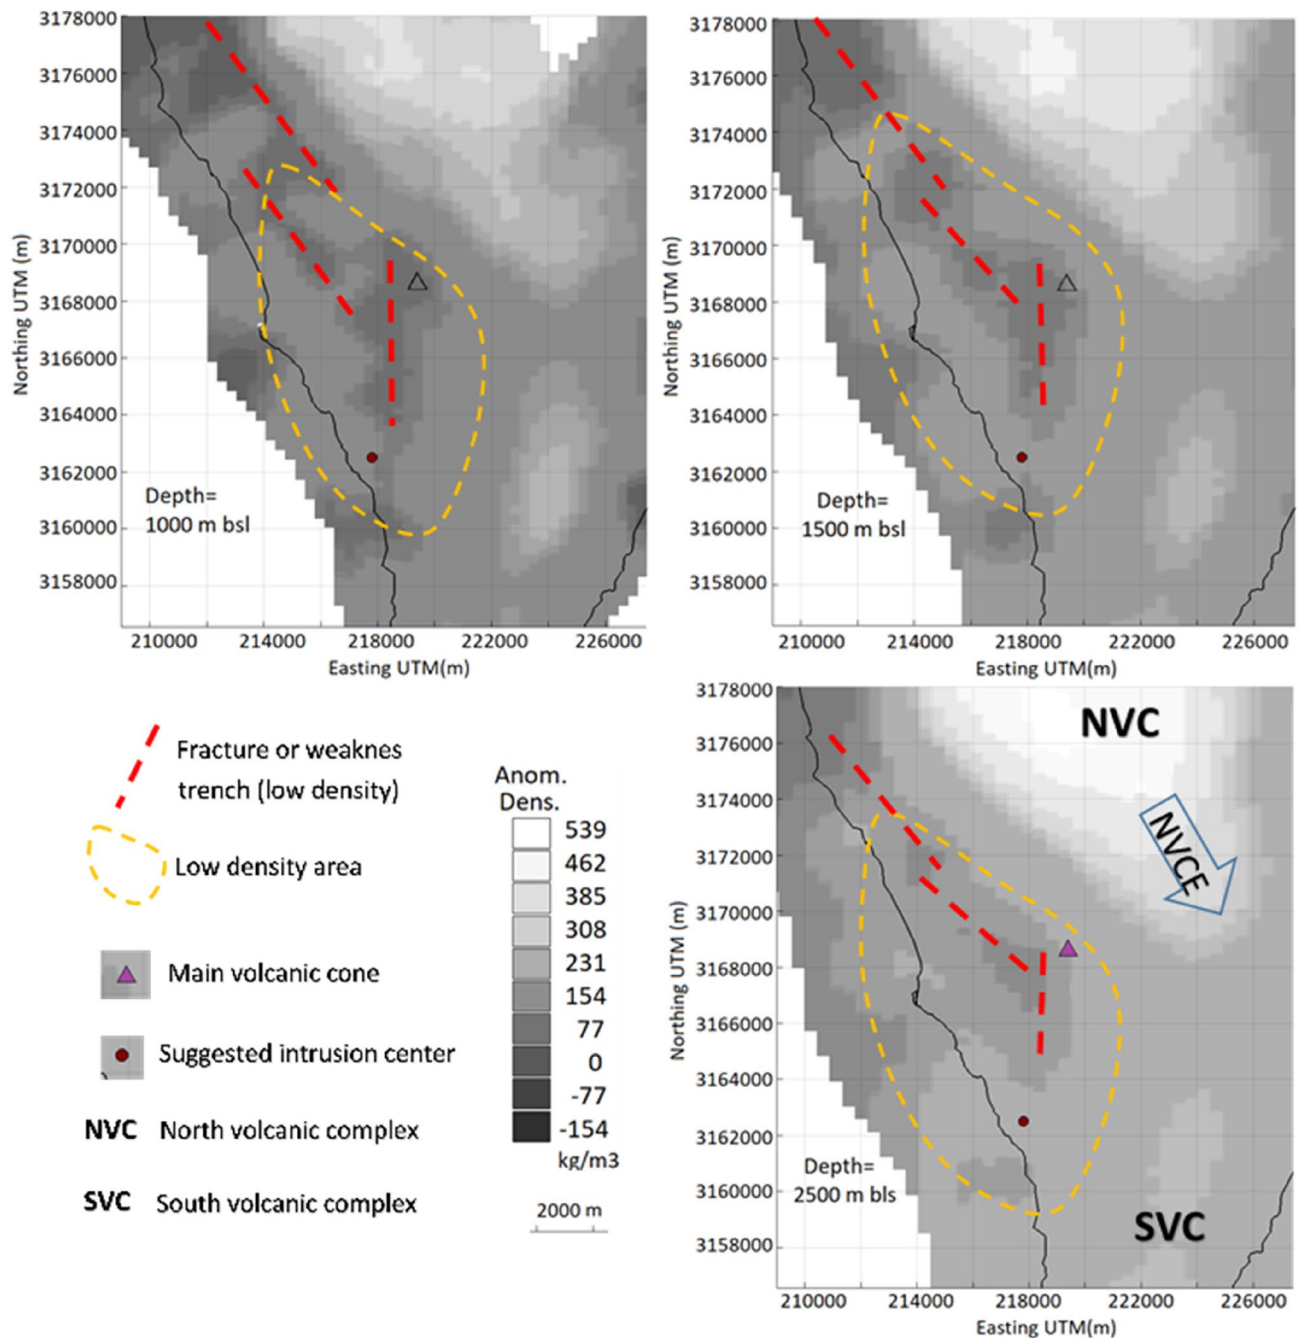 3178000
3176000
3174000
3172000
3170000
3168000
3166000
3164000
3162000
3160000
3158000
Northing UTM (m)
Depth=
1000 m bsl
210000 214000 218000 222000 226000
Easting UTM(m)
3178000
3176000
3174000
3172000
3170000
3168000
3166000
3164000
3162000
3160000
3158000
Northing UTM (m)
Depth=
1500 m bsl
210000 214000 218000 222000 226000
Easting UTM(m)
Fracture or weaknes
trench (low density)
Low density area
Main volcanic cone
Suggested intrusion center
NVC North volcanic complex
SVC South volcanic complex
Anom.
Dens.
539
462
385
308
231
154
77
0
-77
-154
kg/m3
2000 m
3178000
3176000
3174000
3172000
3170000
3168000
3166000
3164000
3162000
3160000
3158000
Northing UTM (m)
NVC
NVCE
Depth=
2500 m bls
SVC
210000 214000 218000 222000 226000
Easting UTM(m)